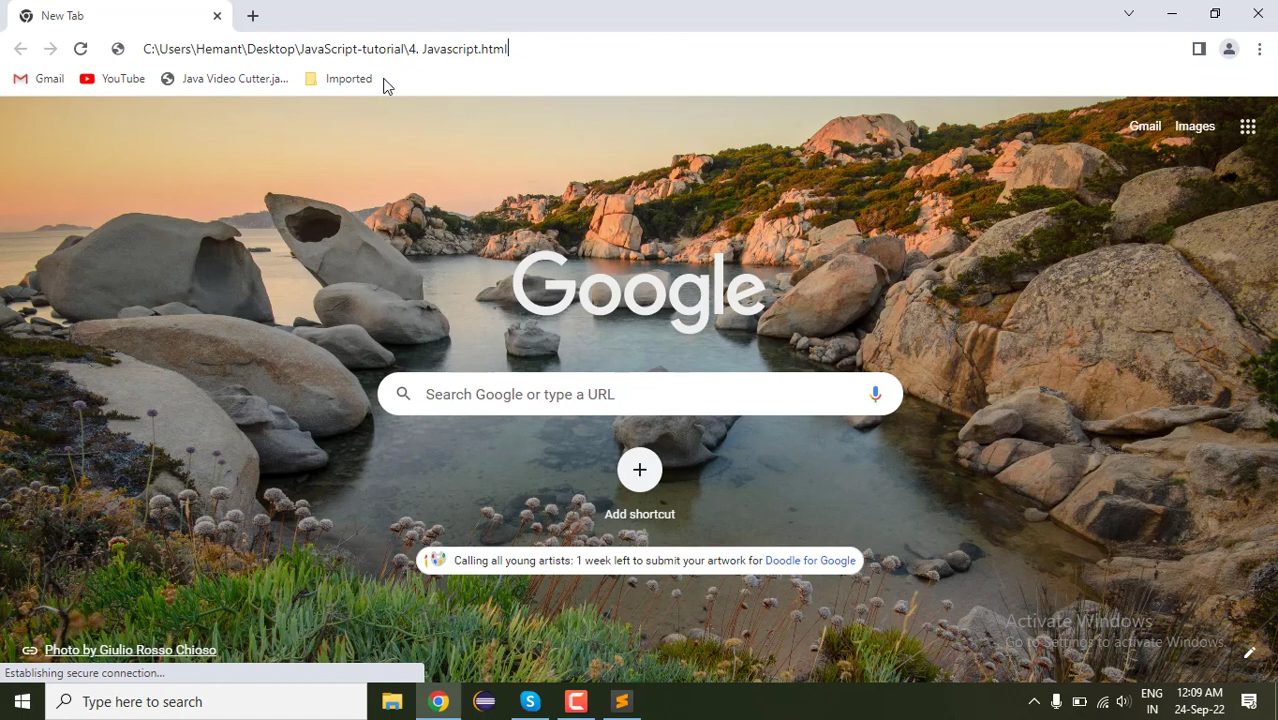 New Tab
C:\Users\Hemant\Desktop\JavaScript-tutorial\4. Javascript.html
Gmail YouTube Java Video Cutter.ja... Imported
Gmail Images
Google
Search Google or type a URL
Add shortcut
Calling all young artists: 1 week left to submit your artwork for Doodle for Google
Activate Windows
Go to Settings to activate Windows.
Photo by Giulio Rosso Chioso
Establishing secure connection...
Type here to search
ENG
IN
12:09 AM
24-Sep-22